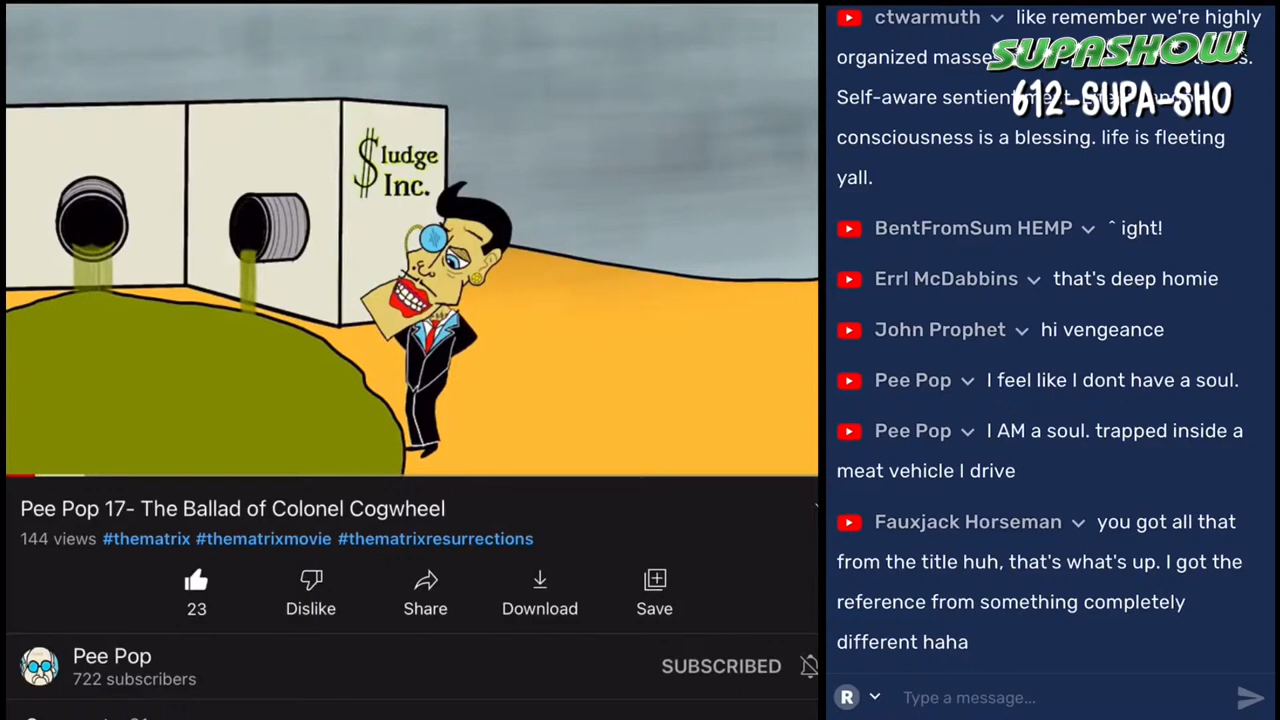 $ludge
Inc.
Pee Pop 17- The Ballad of Colonel Cogwheel
144 views #thematrix #thematrixmovie #thematrixresurrections
23
Dislike
Share
Download
Save
Pee Pop
722 subscribers
SUBSCRIBED
ctwarmuth like remember we're highly
organized masses
SUPASHOW
Self-aware sentien
612-SUPA-SHO
consciousness is a blessing. life is fleeting
yall.
BentFromSum HEMP ^ ight!
Errl McDabbins that's deep homie
John Prophet hi vengeance
Pee Pop I feel like I dont have a soul.
Pee Pop I AM a soul. trapped inside a
meat vehicle I drive
Fauxjack Horseman you got all that
from the title huh, that's what's up. I got the
reference from something completely
different haha
R
Type a message...